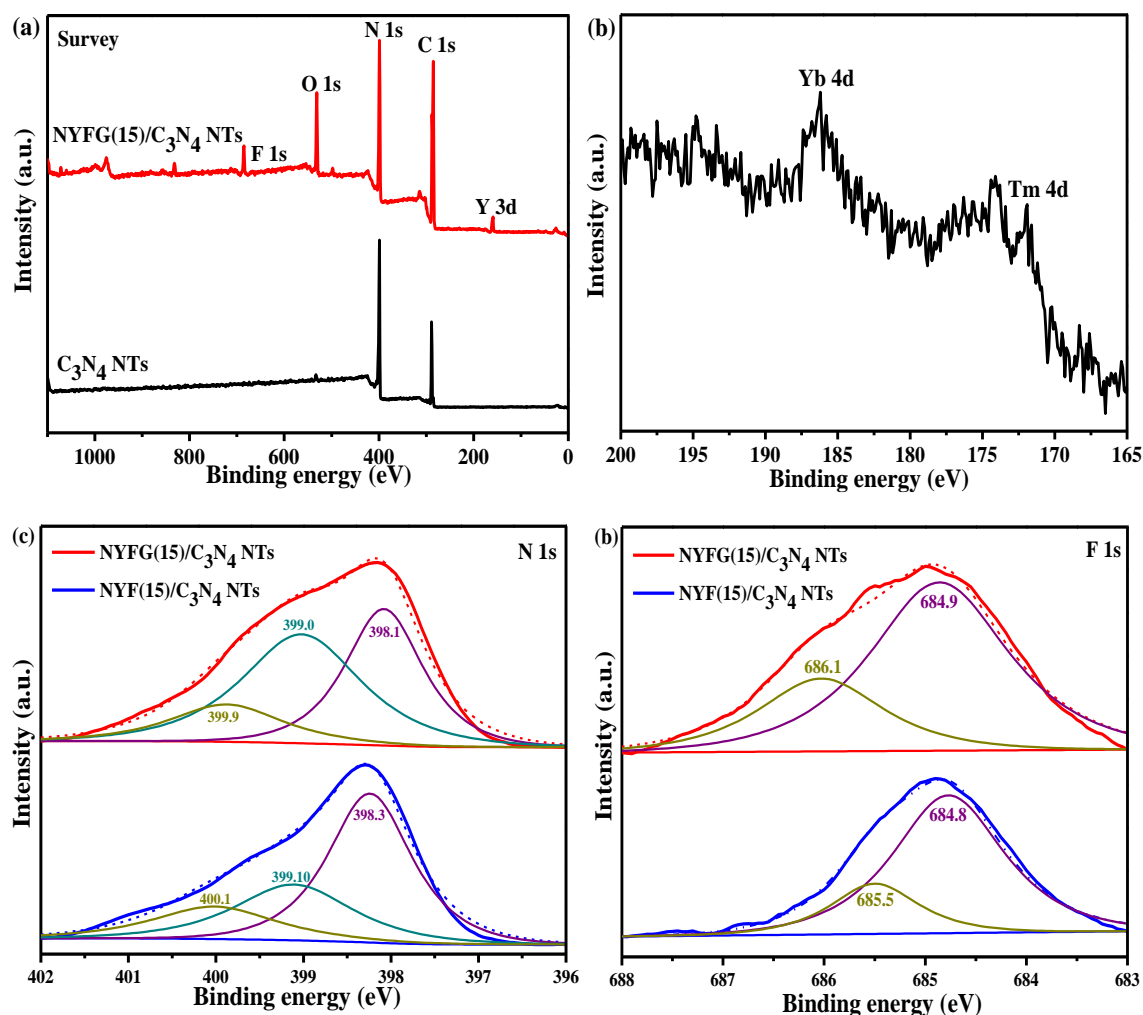 (a)
Survey
N 1s
C 1s
O 1s
NYFG(15)/C3N4 NTs
F 1s
Y 3d
C3N4 NTs
Intensity (a.u.)
1000 800 600 400 200 0
Binding energy (eV)
(b)
Yb 4d
Tm 4d
Intensity (a.u.)
200 195 190 185 180 175 170 165
Binding energy (eV)
(c)
NYFG(15)/C3N4 NTs
NYF(15)/C3N4 NTs
N 1s
399.0
398.1
399.9
398.3
399.10
400.1
Intensity (a.u.)
402 401 400 399 398 397 396
Binding energy (eV)
(b)
NYFG(15)/C3N4 NTs
NYF(15)/C3N4 NTs
F 1s
684.9
686.1
684.8
685.5
Intensity (a.u.)
688 687 686 685 684 683
Binding energy (eV)